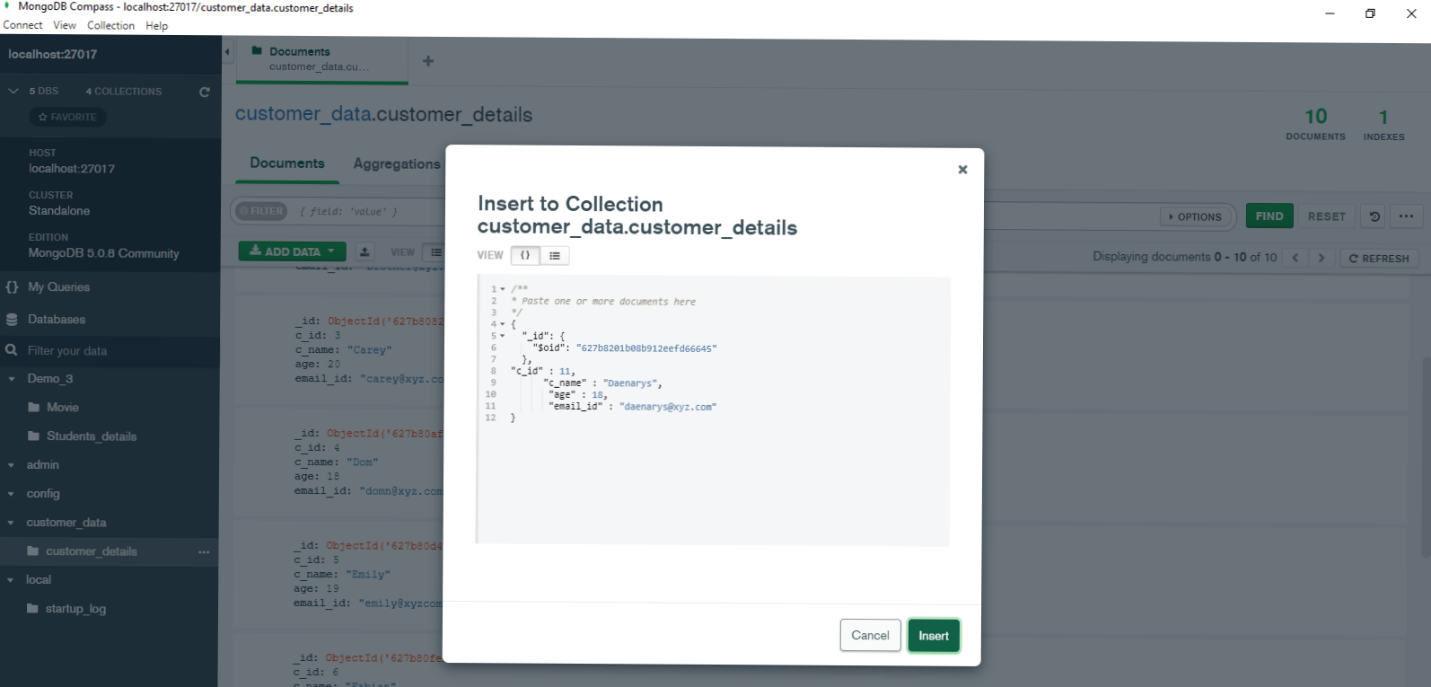 MongoDB Compass - localhost:27017/customer_data.customer_details
Connect View Collection Help
localhost:27017
5 DBS 4 COLLECTIONS
FAVORITE
HOST
localhost:27017
CLUSTER
Standalone
EDITION
MongoDB 5.0.8 Community
{} My Queries
Databases
Filter your data
Demo_3
Movie
Students_details
admin
config
customer_data
customer_details ...
local
startup_log
Documents
customer_data.cu...
+
customer_data.customer_details
10
DOCUMENTS
1
INDEXES
Documents Aggregations
FILTER { field: 'value' }
OPTIONS FIND RESET ...
ADD DATA VIEW
Displaying documents 0 - 10 of 10 < > REFRESH
_id: ObjectId('627b8082
c_id: 3
c_name: "Carey"
age: 20
email_id: "carey@xyz.co
_id: ObjectId('627b80af
c_id: 4
c_name: "Dom"
age: 18
email_id: "domn@xyz.com
_id: ObjectId('627b80d4
c_id: 5
c_name: "Emily"
age: 19
email_id: "emily@xyzcom
_id: ObjectId('627b80fe
c_id: 6
c_name: "Fabian"
Insert to Collection
customer_data.customer_details
VIEW {}
1 /**
2 * Paste one or more documents here
3 */
4 {
5 "_id": {
6 "$oid": "627b8201b08b912eefd66645"
7 },
8 "c_id" : 11,
9 "c_name" : "Daenarys",
10 "age" : 18,
11 "email_id" : "daenarys@xyz.com"
12 }
Cancel Insert